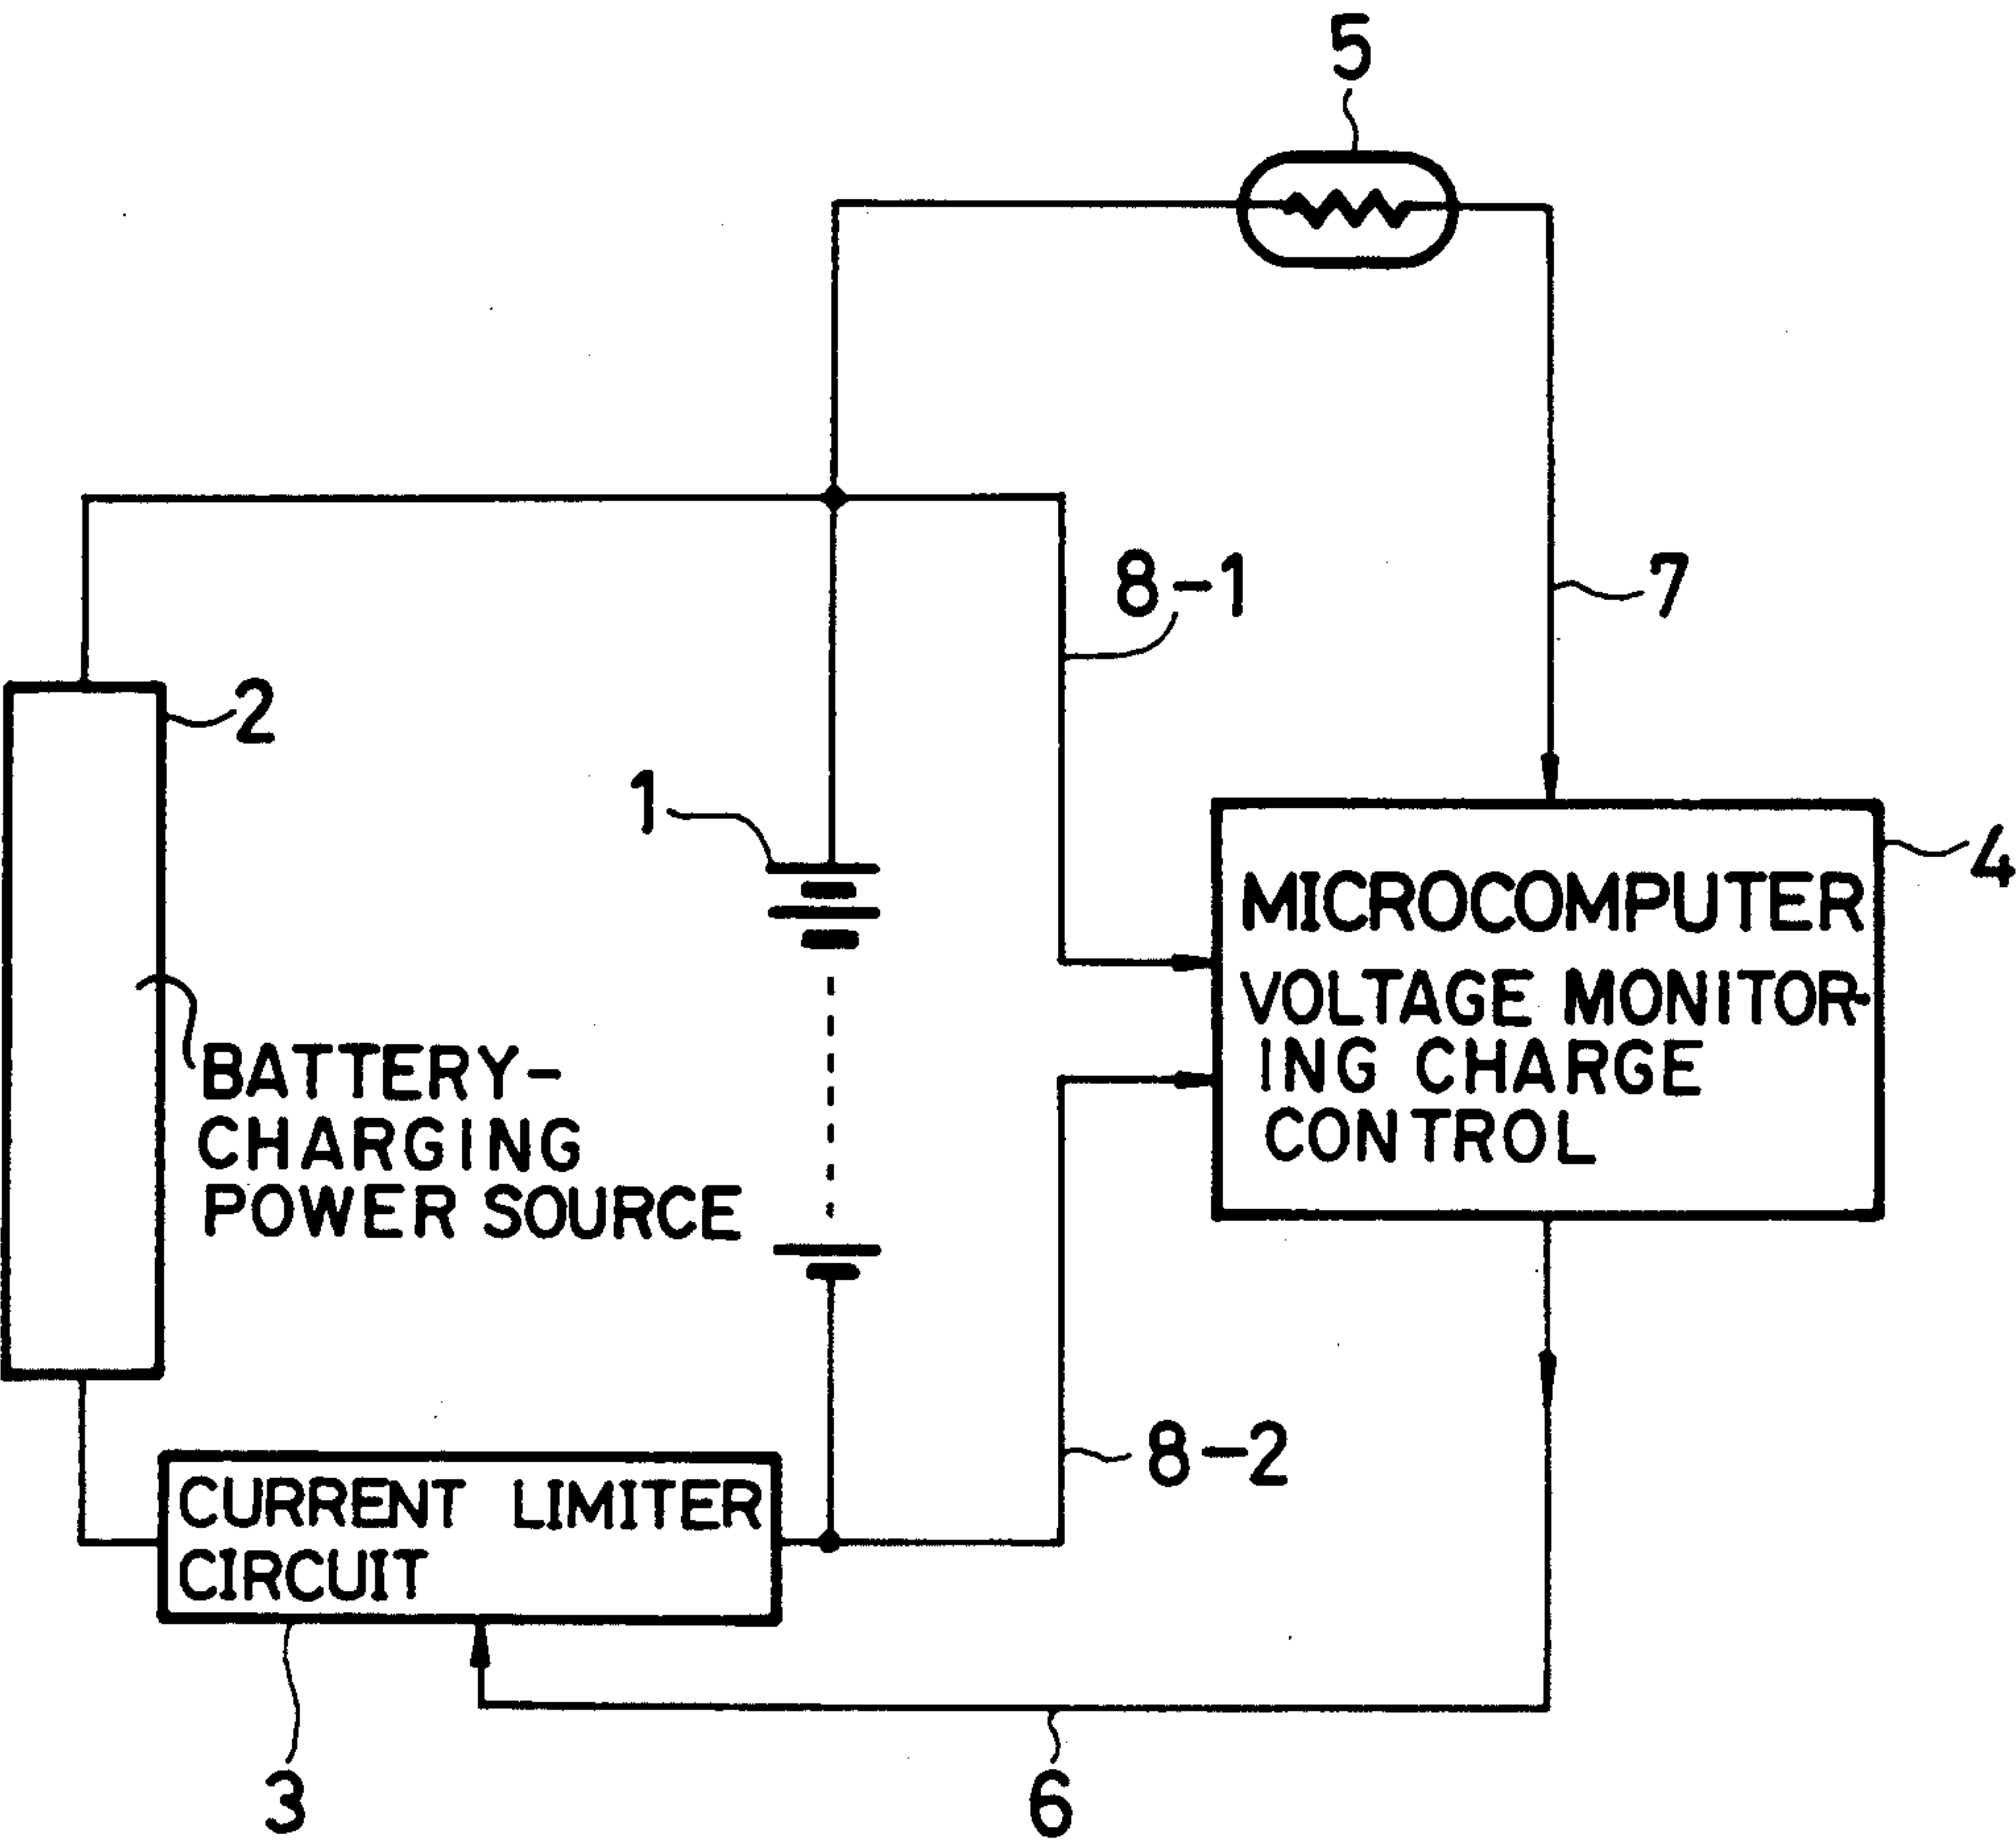 5
8-1
7
2
1
4
MICROCOMPUTER
VOLTAGE MONITOR-
ING CHARGE
CONTROL
BATTERY-
CHARGING
POWER SOURCE
8-2
CURRENT LIMITER
CIRCUIT
3
6